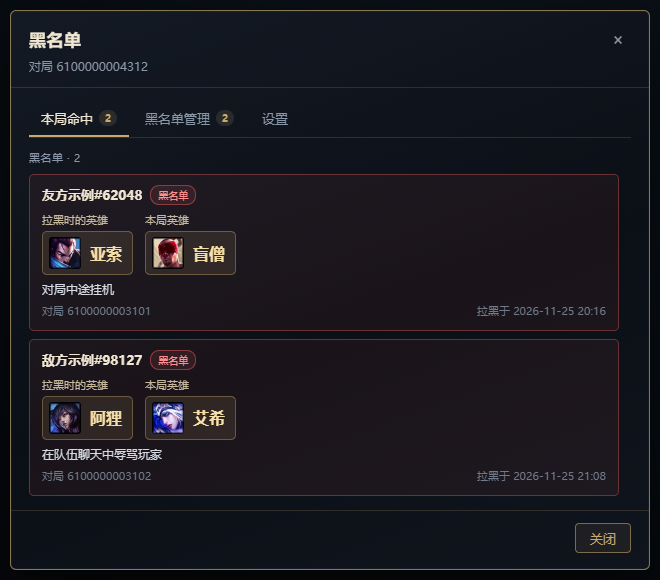 黑名单
×
对局 6100000004312
本局命中 2 黑名单管理 2 设置
黑名单 · 2
友方示例#62048 黑名单
拉黑时的英雄 本局英雄
亚索 盲僧
对局中途挂机
对局 6100000003101 拉黑于 2026-11-25 20:16
敌方示例#98127 黑名单
拉黑时的英雄 本局英雄
阿狸 艾希
在队伍聊天中辱骂玩家
对局 6100000003102 拉黑于 2026-11-25 21:08
关闭